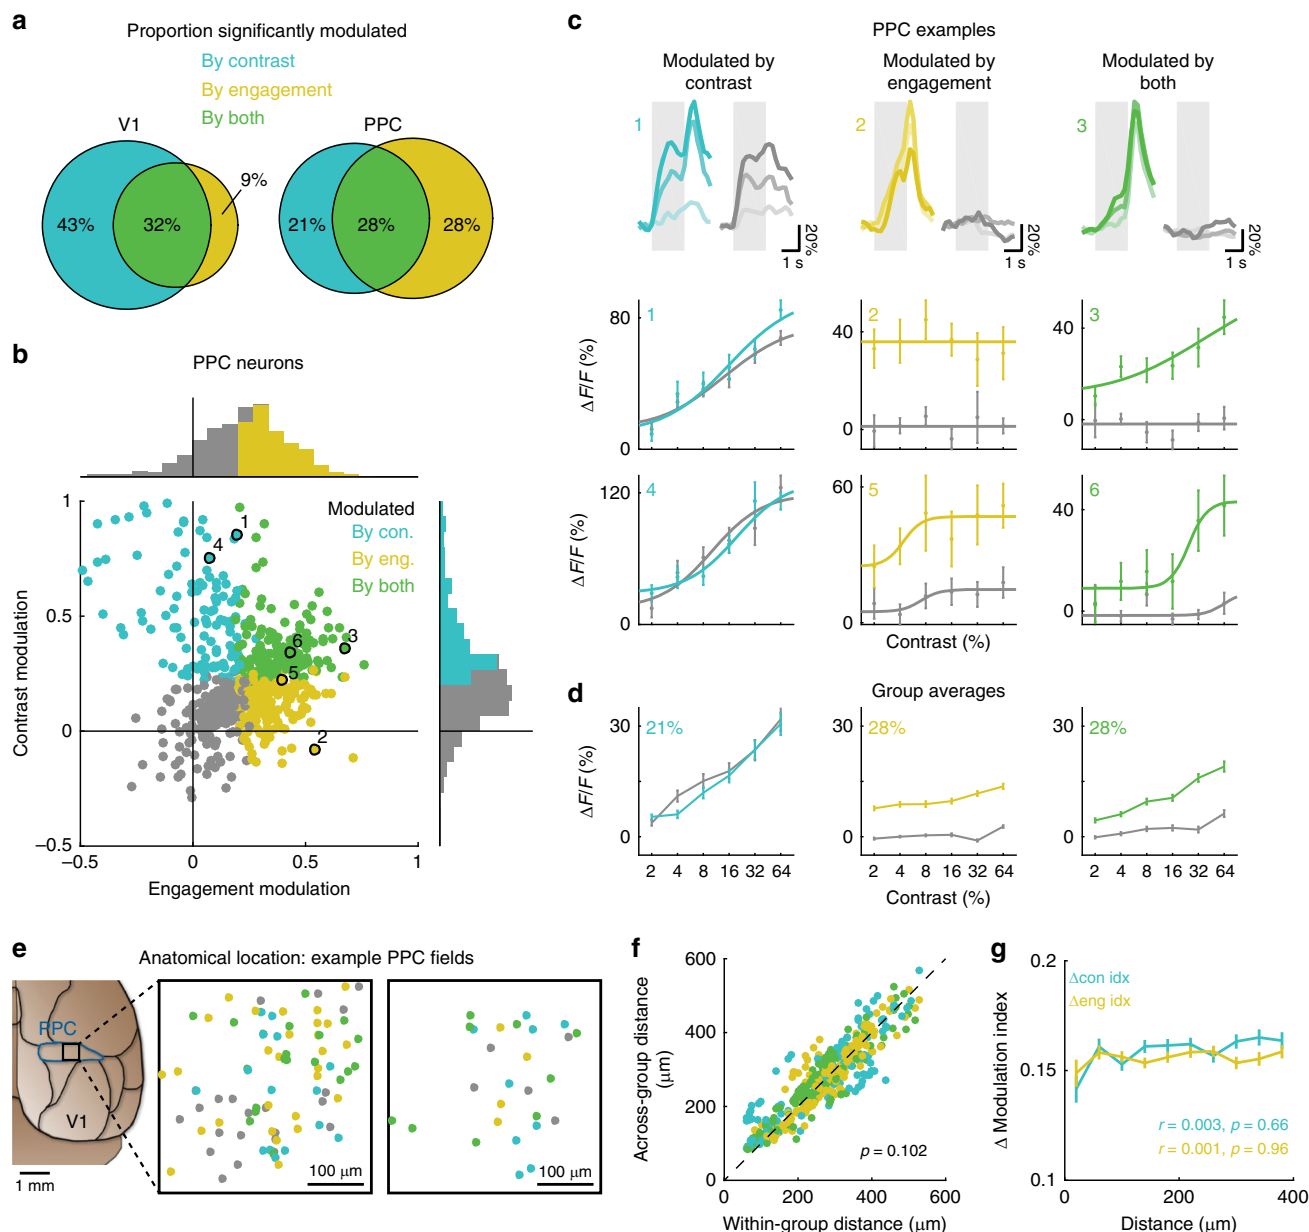 a
Proportion significantly modulated
By contrast
By engagement
By both
V1
PPC
43%
32%
9%
21%
28%
28%
b
PPC neurons
Modulated
By con.
By eng.
By both
1
4
6
3
5
2
1
0.5
0
–0.5
–0.5
0
0.5
1
Contrast modulation
Engagement modulation
c
PPC examples
Modulated by
contrast
Modulated by
engagement
Modulated by
both
1
2
3
20%
1 s
20%
1 s
20%
1 s
80
0
ΔF/F (%)
1
40
0
2
40
0
3
120
0
ΔF/F (%)
4
60
0
5
40
0
6
Contrast (%)
d
Group averages
30
0
ΔF/F (%)
21%
30
0
28%
30
0
28%
2 4 8 16 32 64
2 4 8 16 32 64
2 4 8 16 32 64
Contrast (%)
e
Anatomical location: example PPC fields
PPC
V1
1 mm
100 µm
100 µm
f
600
400
200
0
Across-group distance
(µm)
p = 0.102
0 200 400 600
Within-group distance (µm)
g
0.2
0.15
0.1
Δ Modulation index
Δcon idx
Δeng idx
r = 0.003, p = 0.66
r = 0.001, p = 0.96
0 200 400
Distance (µm)